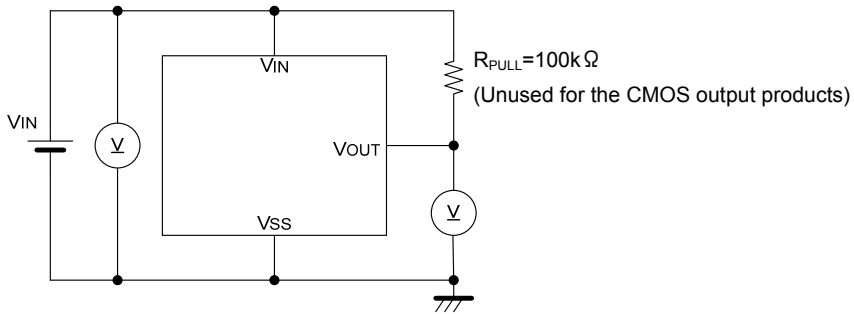 VIN
RPULL=100kΩ
(Unused for the CMOS output products)
VIN
V
VOUT
V
VSS